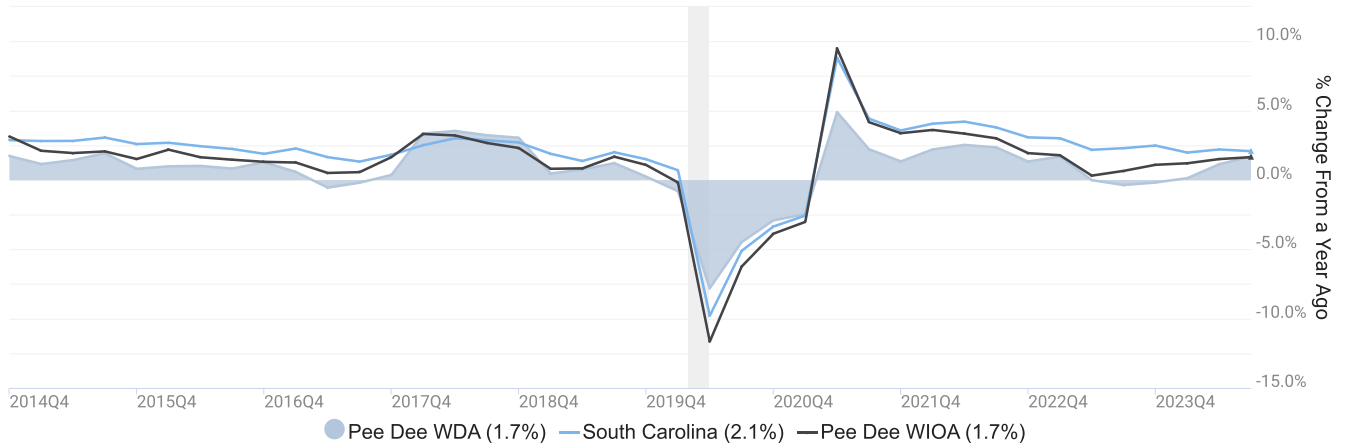 10.0%
5.0%
0.0%
-5.0%
-10.0%
-15.0%
% Change From a Year Ago
2014Q4 2015Q4 2016Q4 2017Q4 2018Q4 2019Q4 2020Q4 2021Q4 2022Q4 2023Q4
Pee Dee WDA (1.7%) South Carolina (2.1%) Pee Dee WIOA (1.7%)